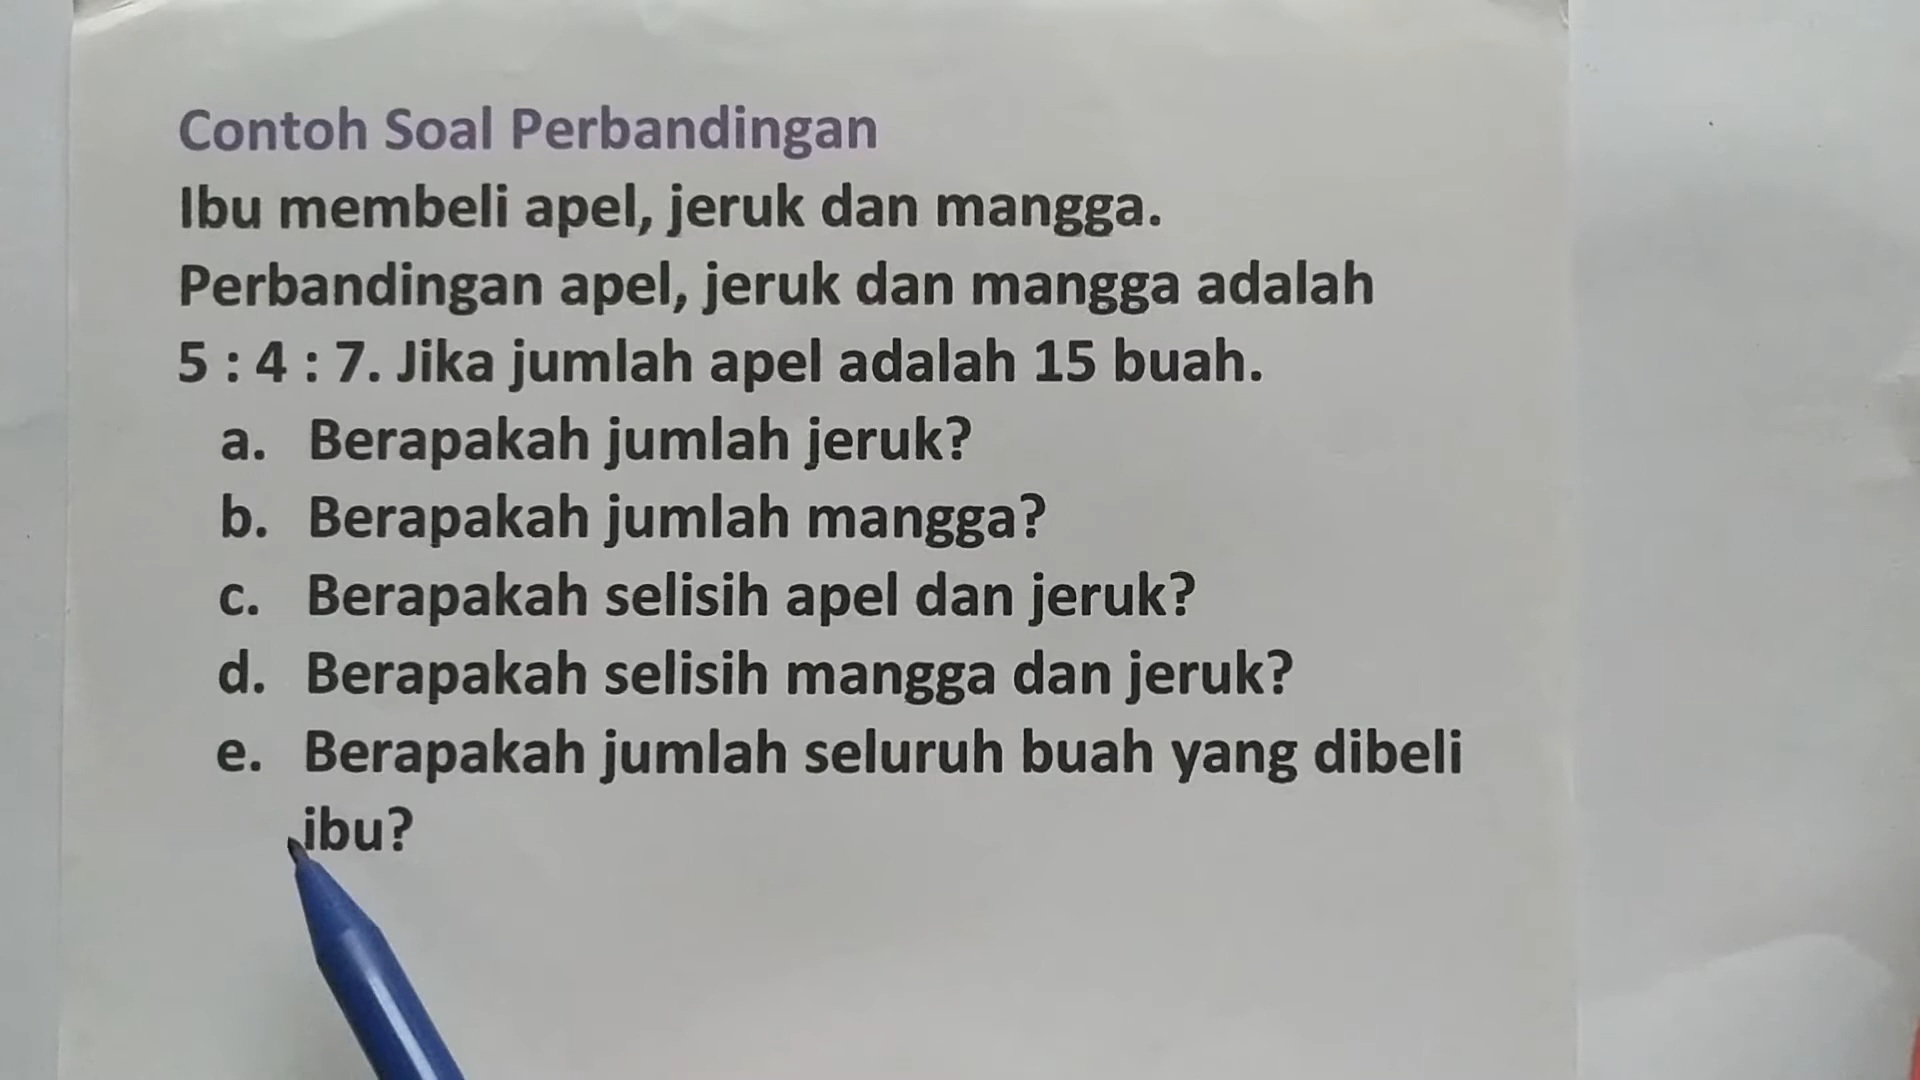 Contoh Soal Perbandingan
Ibu membeli apel, jeruk dan mangga.
Perbandingan apel, jeruk dan mangga adalah
5 : 4 : 7. Jika jumlah apel adalah 15 buah.
a. Berapakah jumlah jeruk?
b. Berapakah jumlah mangga?
c. Berapakah selisih apel dan jeruk?
d. Berapakah selisih mangga dan jeruk?
e. Berapakah jumlah seluruh buah yang dibeli
ibu?